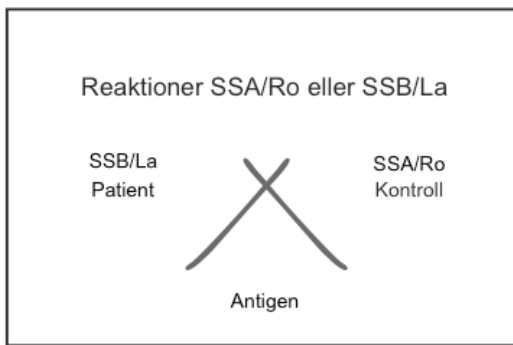 Reaktioner SSA/Ro eller SSB/La
SSB/La
Patient
SSA/Ro
Kontroll
Antigen